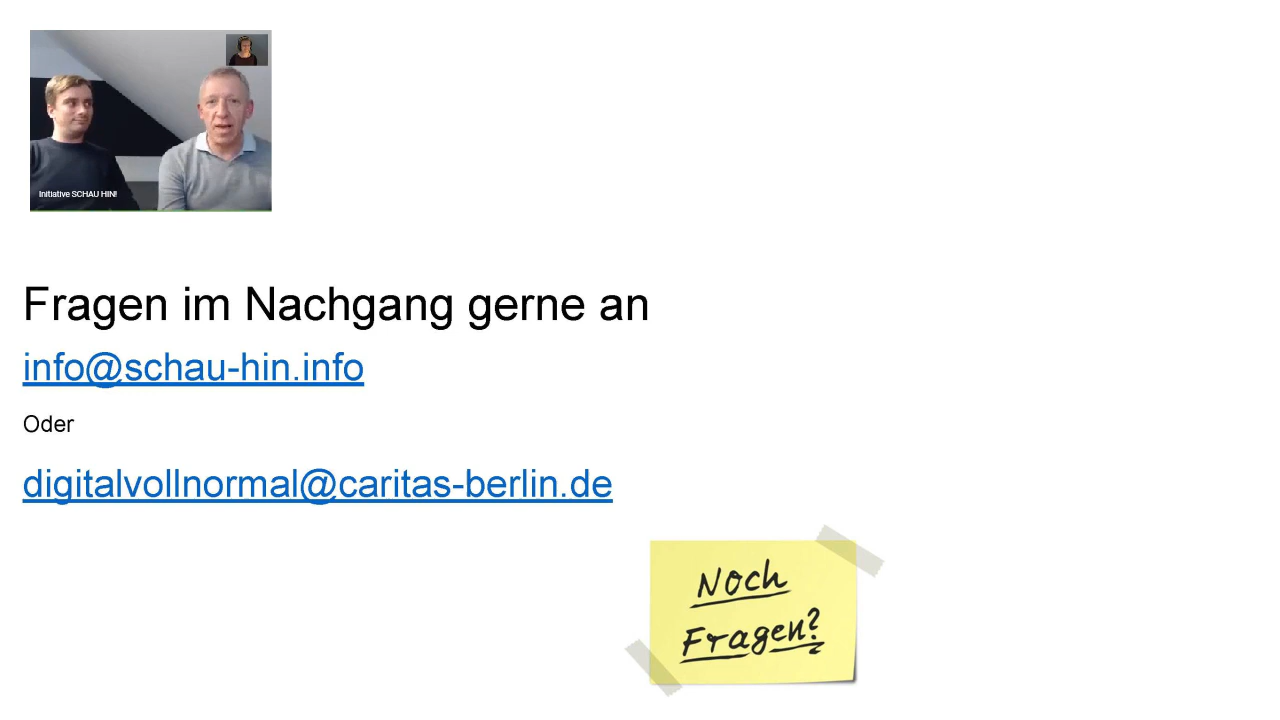 Initiative SCHAU HIN!
Fragen im Nachgang gerne an
info@schau-hin.info
Oder
digitalvollnormal@caritas-berlin.de
Noch
Fragen?